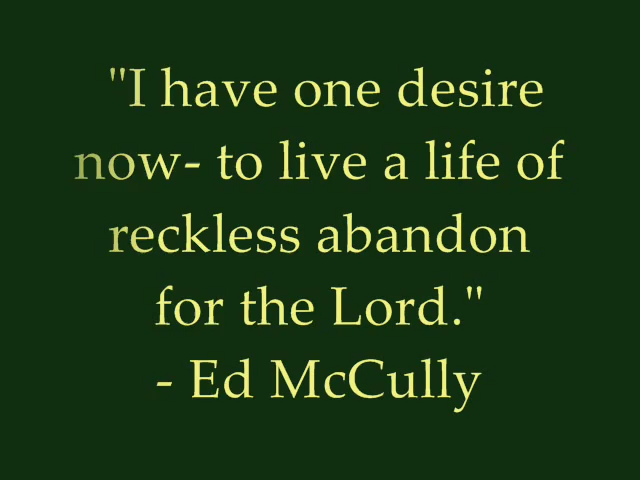 "I have one desire
now- to live a life of
reckless abandon
for the Lord."
- Ed McCully